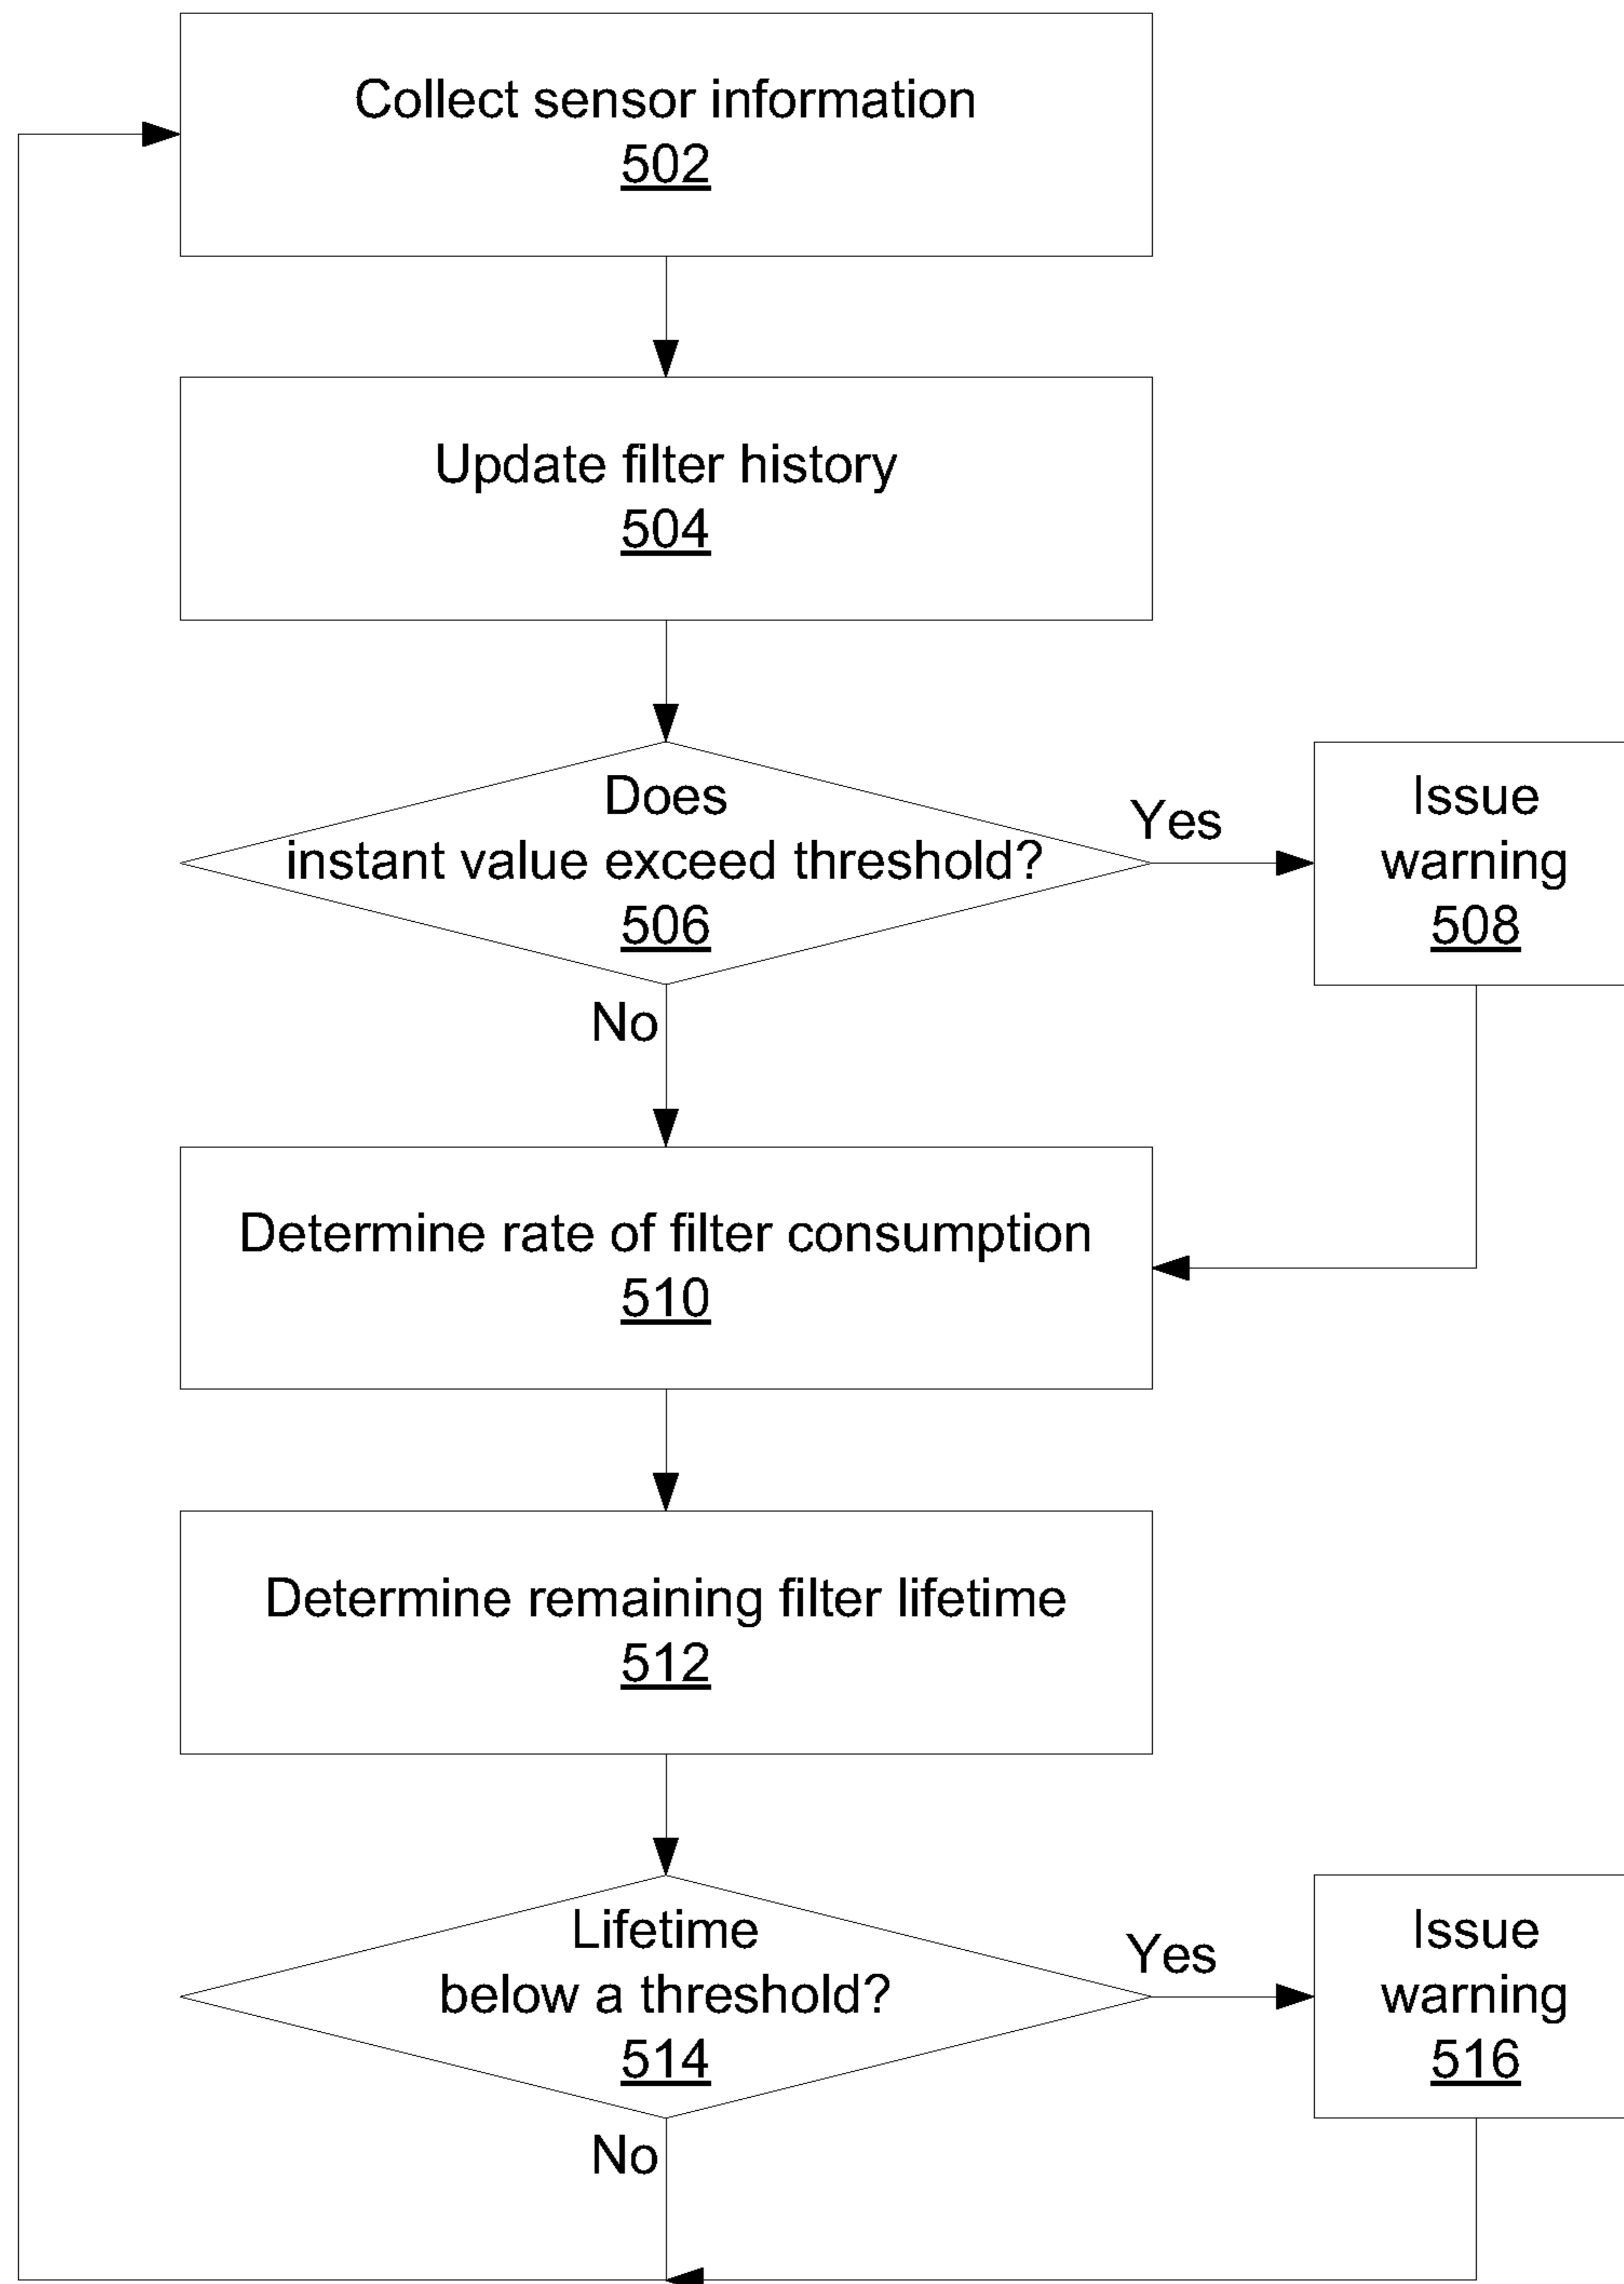 Collect sensor information
502
Update filter history
504
Does
instant value exceed threshold?
506
Yes
Issue
warning
508
No
Determine rate of filter consumption
510
Determine remaining filter lifetime
512
Lifetime
below a threshold?
514
Yes
Issue
warning
516
No